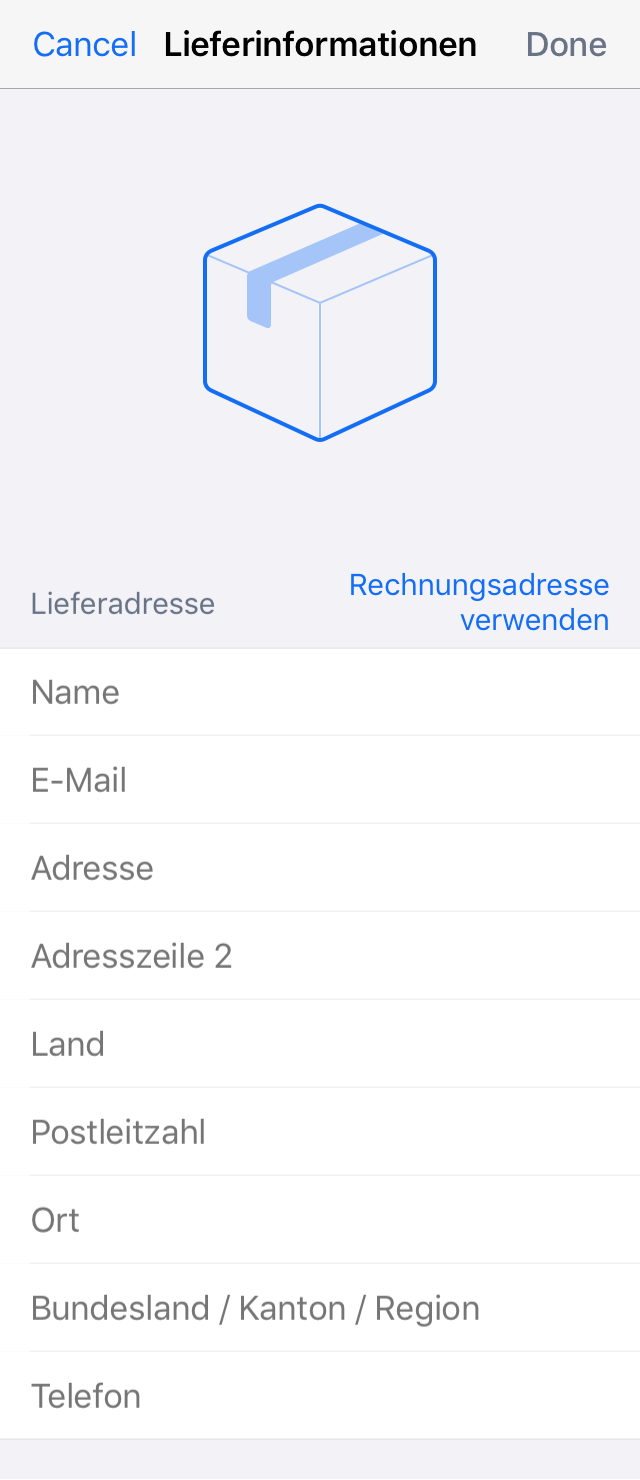 Cancel Lieferinformationen Done
Lieferadresse
Rechnungsadresse
verwenden
Name
E-Mail
Adresse
Adresszeile 2
Land
Postleitzahl
Ort
Bundesland / Kanton / Region
Telefon